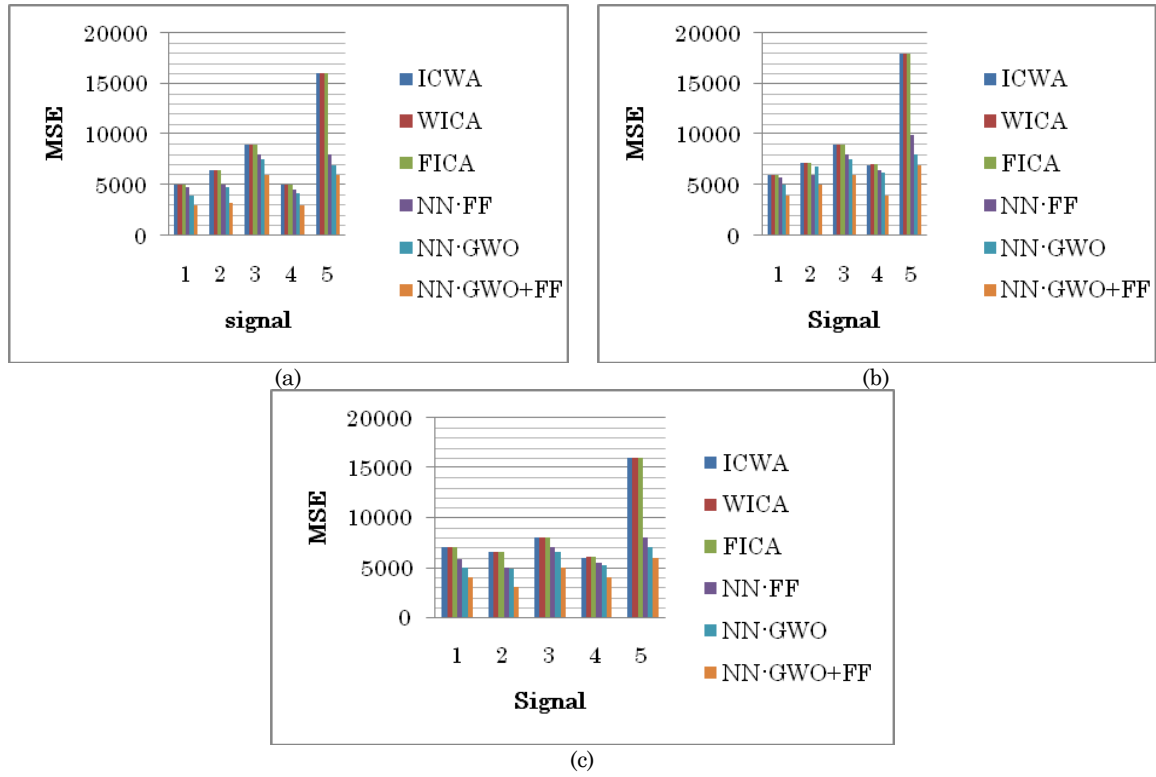 20000
15000
10000
5000
0
MSE
1 2 3 4 5
signal
ICWA
WICA
FICA
NN·FF
NN·GWO
NN·GWO+FF
(a)
20000
15000
10000
5000
0
MSE
1 2 3 4 5
Signal
ICWA
WICA
FICA
NN·FF
NN·GWO
NN·GWO+FF
(b)
20000
15000
10000
5000
0
MSE
1 2 3 4 5
Signal
ICWA
WICA
FICA
NN·FF
NN·GWO
NN·GWO+FF
(c)